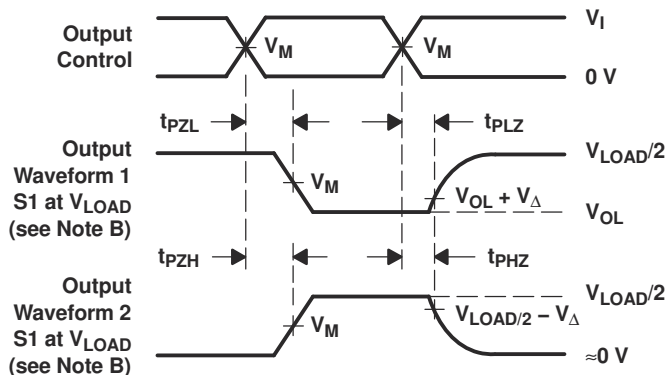 Output
Control
V_I
V_M
V_M
0 V
t_PZL
t_PLZ
Output
Waveform 1
S1 at V_LOAD
(see Note B)
V_LOAD/2
V_M
V_OL + V_Δ
V_OL
t_PZH
t_PHZ
Output
Waveform 2
S1 at V_LOAD
(see Note B)
V_LOAD/2
V_M
V_LOAD/2 – V_Δ
≈0 V